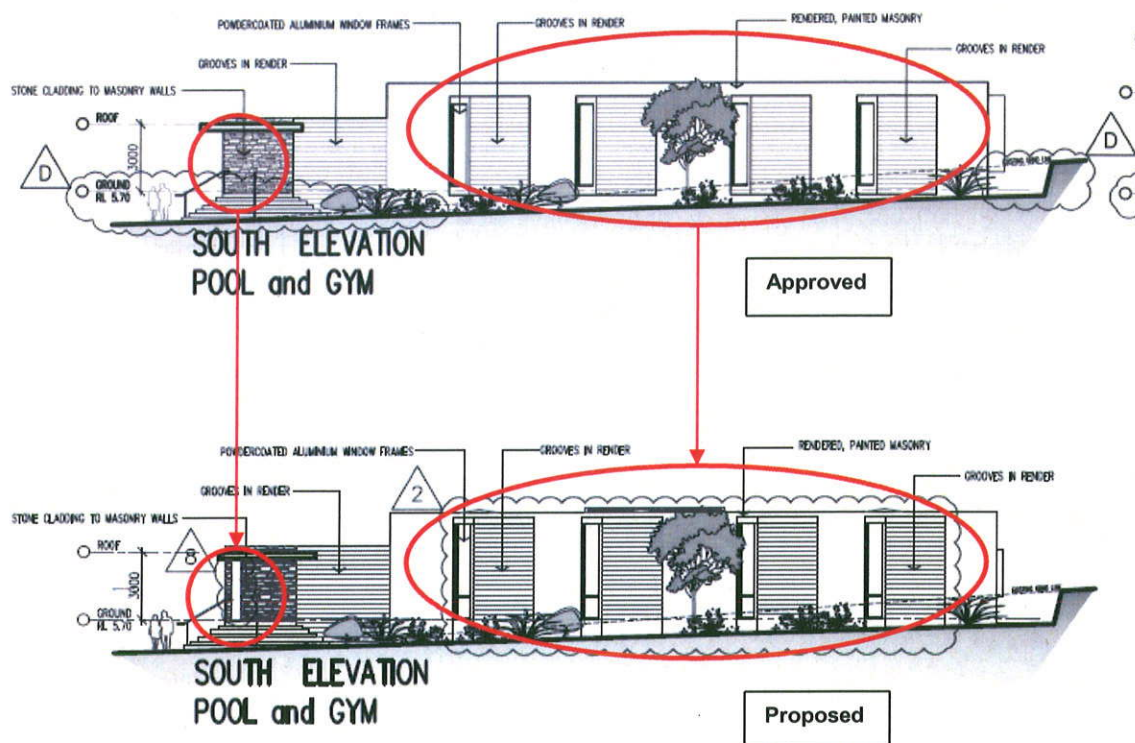 POWDERCOATED ALUMINIUM WINDOW FRAMES
GROOVES IN RENDER
RENDERED, PAINTED MASONRY
GROOVES IN RENDER
GROOVES IN RENDER
STONE CLADDING TO MASONRY WALLS
ROOF
3000
D
D
GROUND
RL 5.70
SOUTH ELEVATION
POOL and GYM
Approved
POWDERCOATED ALUMINIUM WINDOW FRAMES
GROOVES IN RENDER
RENDERED, PAINTED MASONRY
GROOVES IN RENDER
GROOVES IN RENDER
2
STONE CLADDING TO MASONRY WALLS
ROOF
8
3000
GROUND
RL 5.70
SOUTH ELEVATION
POOL and GYM
Proposed